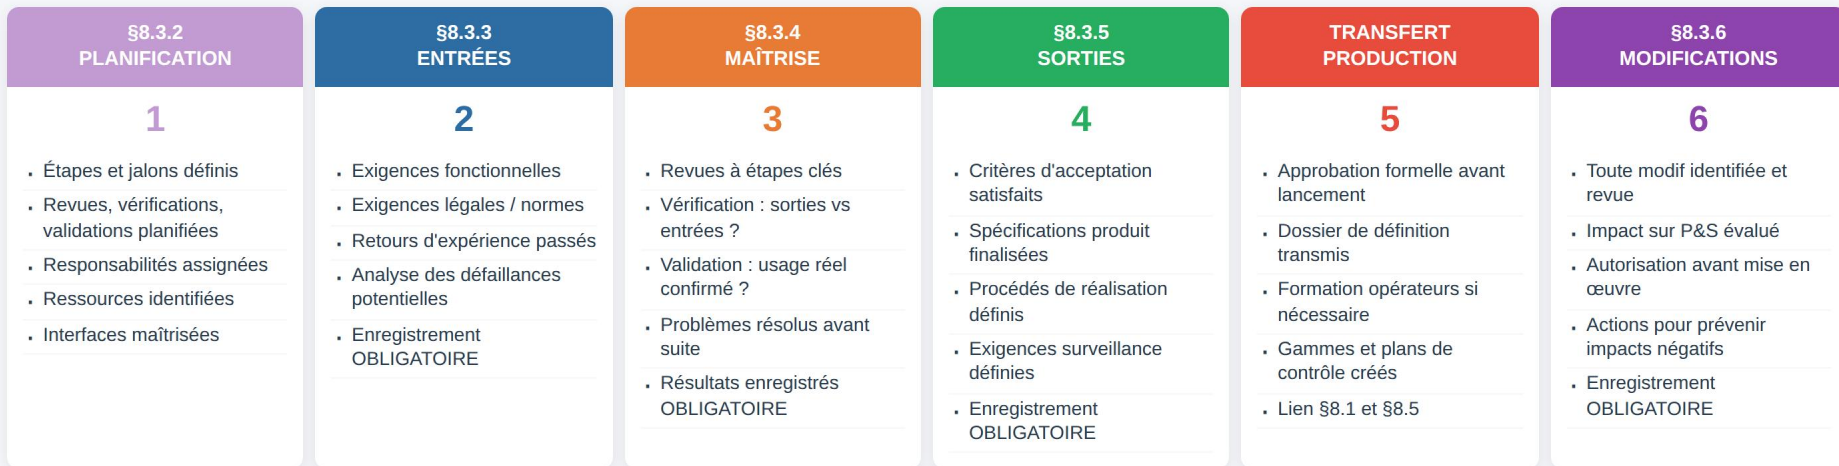 §8.3.2
PLANIFICATION
1
· Étapes et jalons définis
· Revues, vérifications,
validations planifiées
· Responsabilités assignées
· Ressources identifiées
· Interfaces maîtrisées
§8.3.3
ENTRÉES
2
· Exigences fonctionnelles
· Exigences légales / normes
· Retours d'expérience passés
· Analyse des défaillances
potentielles
· Enregistrement
OBLIGATOIRE
§8.3.4
MAÎTRISE
3
· Revues à étapes clés
· Vérification : sorties vs
entrées ?
· Validation : usage réel
confirmé ?
· Problèmes résolus avant
suite
· Résultats enregistrés
OBLIGATOIRE
§8.3.5
SORTIES
4
· Critères d'acceptation
satisfaits
· Spécifications produit
finalisées
· Procédés de réalisation
définis
· Exigences surveillance
définies
· Enregistrement
OBLIGATOIRE
TRANSFERT
PRODUCTION
5
· Approbation formelle avant
lancement
· Dossier de définition
transmis
· Formation opérateurs si
nécessaire
· Gammes et plans de
contrôle créés
· Lien §8.1 et §8.5
§8.3.6
MODIFICATIONS
6
· Toute modif identifiée et
revue
· Impact sur P&S évalué
· Autorisation avant mise en
œuvre
· Actions pour prévenir
impacts négatifs
· Enregistrement
OBLIGATOIRE